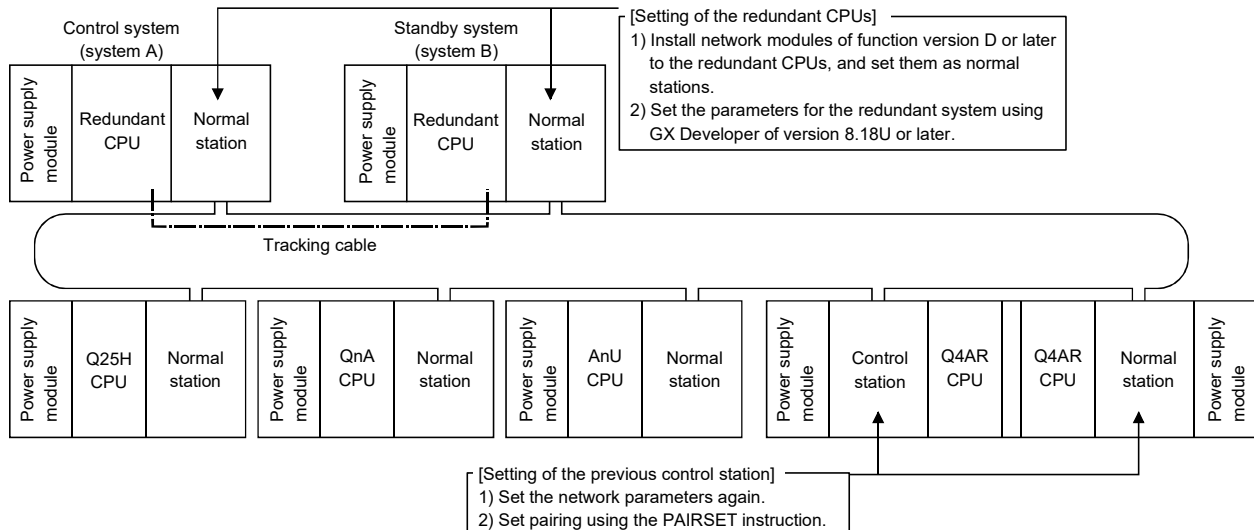 Control system
(system A)
Standby system
(system B)
[Setting of the redundant CPUs]
1) Install network modules of function version D or later
to the redundant CPUs, and set them as normal
stations.
2) Set the parameters for the redundant system using
GX Developer of version 8.18U or later.
Power supply
module
Redundant
CPU
Normal
station
Power supply
module
Redundant
CPU
Normal
station
Tracking cable
Power supply
module
Q25H
CPU
Normal
station
Power supply
module
QnA
CPU
Normal
station
Power supply
module
AnU
CPU
Normal
station
Power supply
module
Control
station
Q4AR
CPU
Q4AR
CPU
Normal
station
Power supply
module
[Setting of the previous control station]
1) Set the network parameters again.
2) Set pairing using the PAIRSET instruction.